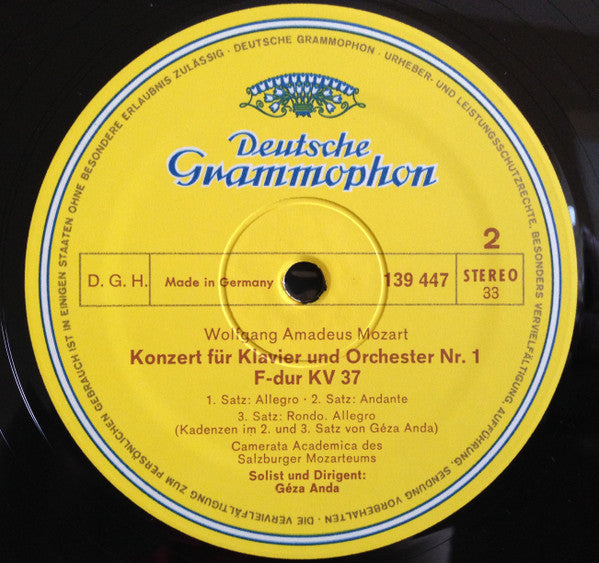 Deutsche
Grammophon
2
D. G. H. Made in Germany 139 447 STEREO
33
Wolfgang Amadeus Mozart
Konzert für Klavier und Orchester Nr. 1
F-dur KV 37
1. Satz: Allegro · 2. Satz: Andante
3. Satz: Rondo. Allegro
(Kadenzen im 2. und 3. Satz von Géza Anda)
Camerata Academica des
Salzburger Mozarteums
Solist und Dirigent:
Géza Anda
DEUTSCHE GRAMMOPHON · URHEBER- UND LEISTUNGSSCHUTZRECHTE, BESONDERS VERVIELFÄLTIGUNG, AUFFÜHRUNG, SENDUNG VORBEHALTEN · DIE VERVIELFÄLTIGUNG ZUM PERSÖNLICHEN GEBRAUCH IST IN EINIGEN STAATEN OHNE BESONDERE ERLAUBNIS ZULÄSSIG ·